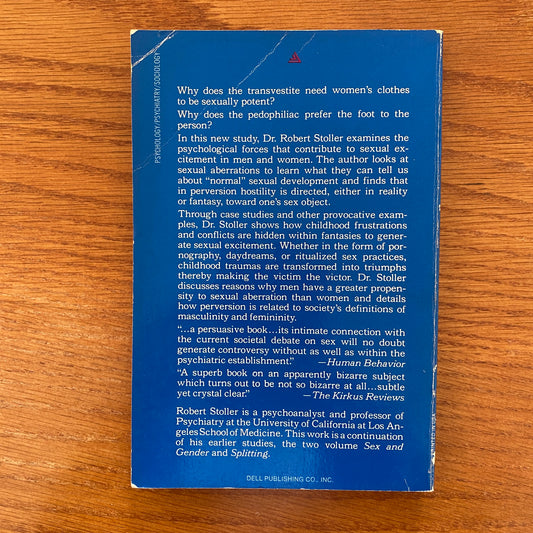 PSYCHOLOGY/PSYCHIATRY/SOCIOLOGY
Why does the transvestite need women's clothes
to be sexually potent?
Why does the pedophiliac prefer the foot to the
person?
In this new study, Dr. Robert Stoller examines the
psychological forces that contribute to sexual ex-
citement in men and women. The author looks at
sexual aberrations to learn what they can tell us
about "normal" sexual development and finds that
in perversion hostility is directed, either in reality
or fantasy, toward one's sex object.
Through case studies and other provocative exam-
ples, Dr. Stoller shows how childhood frustrations
and conflicts are hidden within fantasies to gener-
ate sexual excitement. Whether in the form of por-
nography, daydreams, or ritualized sex practices,
childhood traumas are transformed into triumphs
thereby making the victim the victor. Dr. Stoller
discusses reasons why men have a greater propen-
sity to sexual aberration than women and details
how perversion is related to society's definitions of
masculinity and femininity.
"...a persuasive book...its intimate connection with
the current societal debate on sex will no doubt
generate controversy without as well as within the
psychiatric establishment." —Human Behavior
"A superb book on an apparently bizarre subject
which turns out to be not so bizarre at all...subtle
yet crystal clear." —The Kirkus Reviews
Robert Stoller is a psychoanalyst and professor of
Psychiatry at the University of California at Los An-
geles School of Medicine. This work is a continuation
of his earlier studies, the two volume Sex and
Gender and Splitting.
DELL PUBLISHING CO., INC.